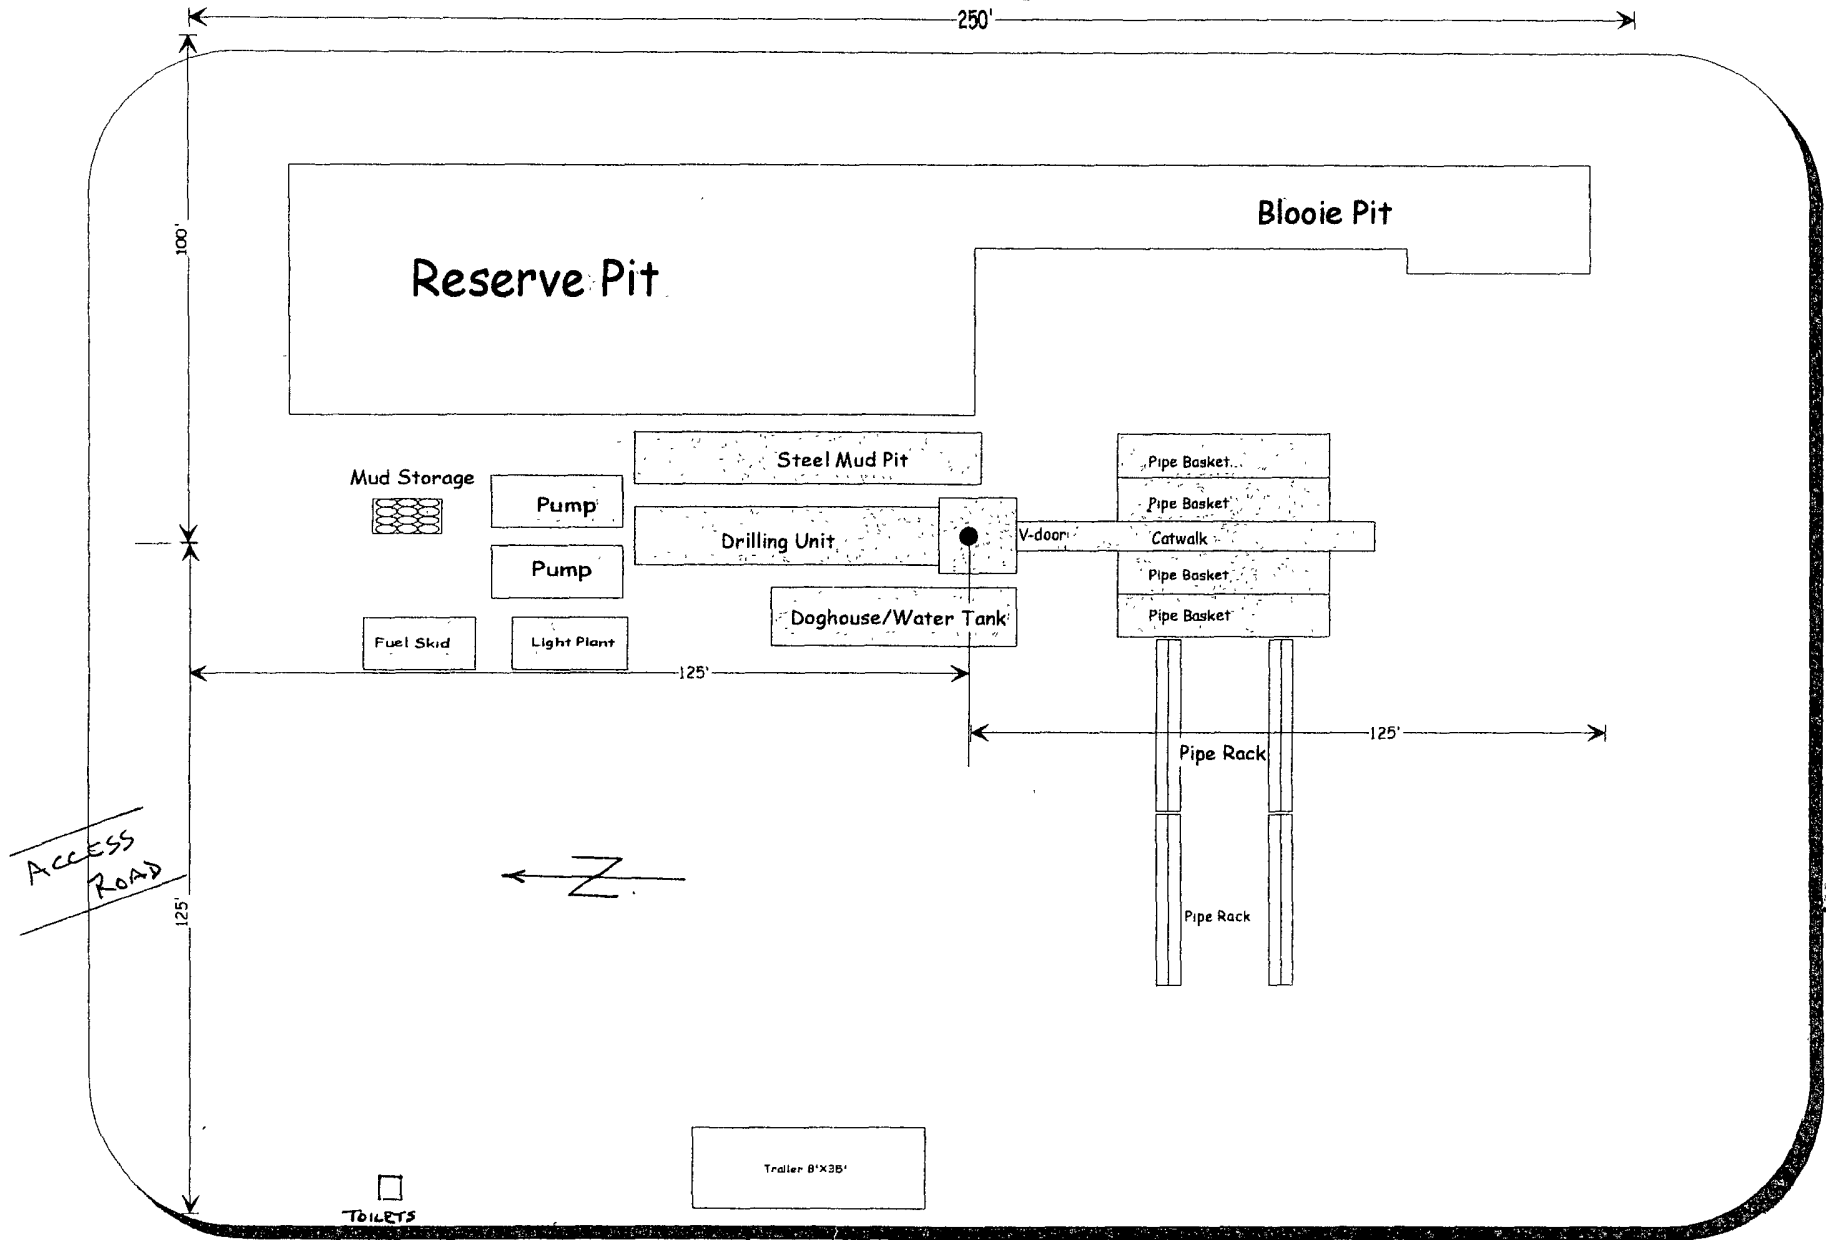 250'
100'
Blooie Pit
Reserve Pit
Steel Mud Pit
Pipe Basket
Mud Storage
Pump
Pipe Basket
Drilling Unit
V-door
Catwalk
Pump
Pipe Basket
Doghouse/Water Tank
Pipe Basket
Fuel Skid
Light Plant
125'
125'
Pipe Rack
ACCESS
ROAD
N
125'
Pipe Rack
Trailer 8'X35'
TOILETS